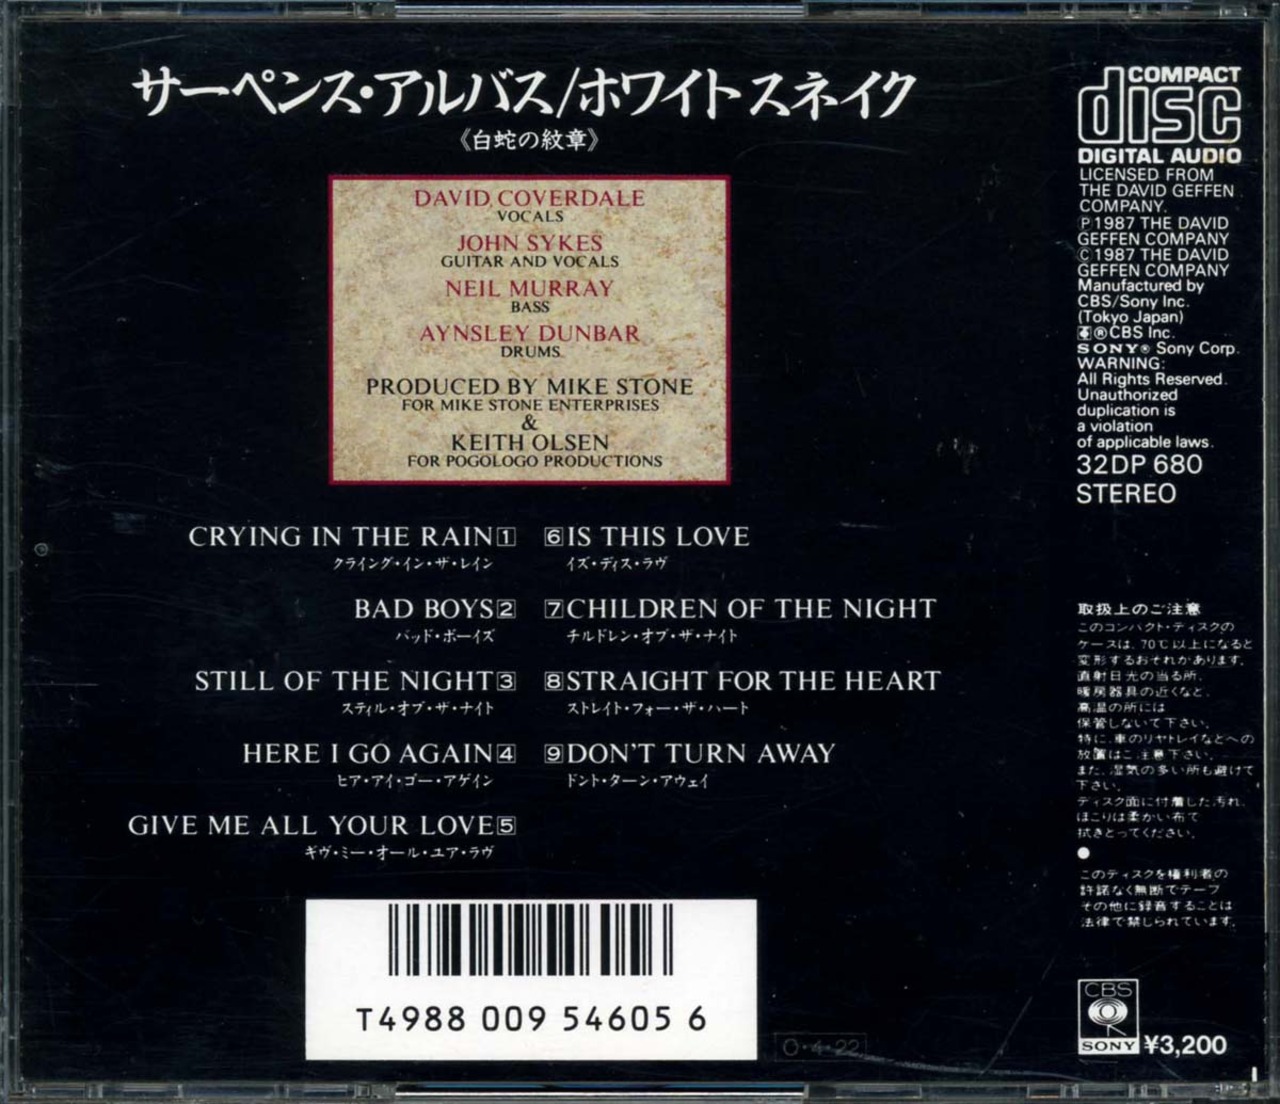 サーペンス・アルバス/ホワイトスネイク
《白蛇の紋章》
DAVID COVERDALE
VOCALS
JOHN SYKES
GUITAR AND VOCALS
NEIL MURRAY
BASS
AYNSLEY DUNBAR
DRUMS
PRODUCED BY MIKE STONE
FOR MIKE STONE ENTERPRISES
&
KEITH OLSEN
FOR POGOLOGO PRODUCTIONS
CRYING IN THE RAIN 1
クライング・イン・ザ・レイン
BAD BOYS 2
バッド・ボーイズ
STILL OF THE NIGHT 3
スティル・オブ・ザ・ナイト
HERE I GO AGAIN 4
ヒア・アイ・ゴー・アゲイン
GIVE ME ALL YOUR LOVE 5
ギヴ・ミー・オール・ユア・ラヴ
6 IS THIS LOVE
イズ・ディス・ラヴ
7 CHILDREN OF THE NIGHT
チルドレン・オブ・ザ・ナイト
8 STRAIGHT FOR THE HEART
ストレイト・フォー・ザ・ハート
9 DON'T TURN AWAY
ドント・ターン・アウェイ
T4988 009 54605 6
COMPACT
disc
DIGITAL AUDIO
LICENSED FROM
THE DAVID GEFFEN
COMPANY.
Ⓟ1987 THE DAVID
GEFFEN COMPANY
©1987 THE DAVID
GEFFEN COMPANY
Manufactured by
CBS/Sony Inc.
(Tokyo Japan)
®CBS Inc.
SONY® Sony Corp.
WARNING:
All Rights Reserved.
Unauthorized
duplication is
a violation
of applicable laws.
32DP 680
STEREO
取扱上のご注意
このコンパクト・ディスクの
ケースは、70℃以上になると
変形するおそれがあります。
直射日光の当る所、
暖房器具の近くなど、
高温の所には
保管しないで下さい。
特に、車のリヤトレイなどへの
放置はご注意下さい。
また、湿気の多い所も避けて
下さい。
ディスク面に付着した汚れ、
ほこりは柔かい布で
拭きとってください。
●
このディスクを権利者の
許諾なく無断でテープ
その他に録音することは
法律で禁じられています。
CBS
SONY ¥3,200